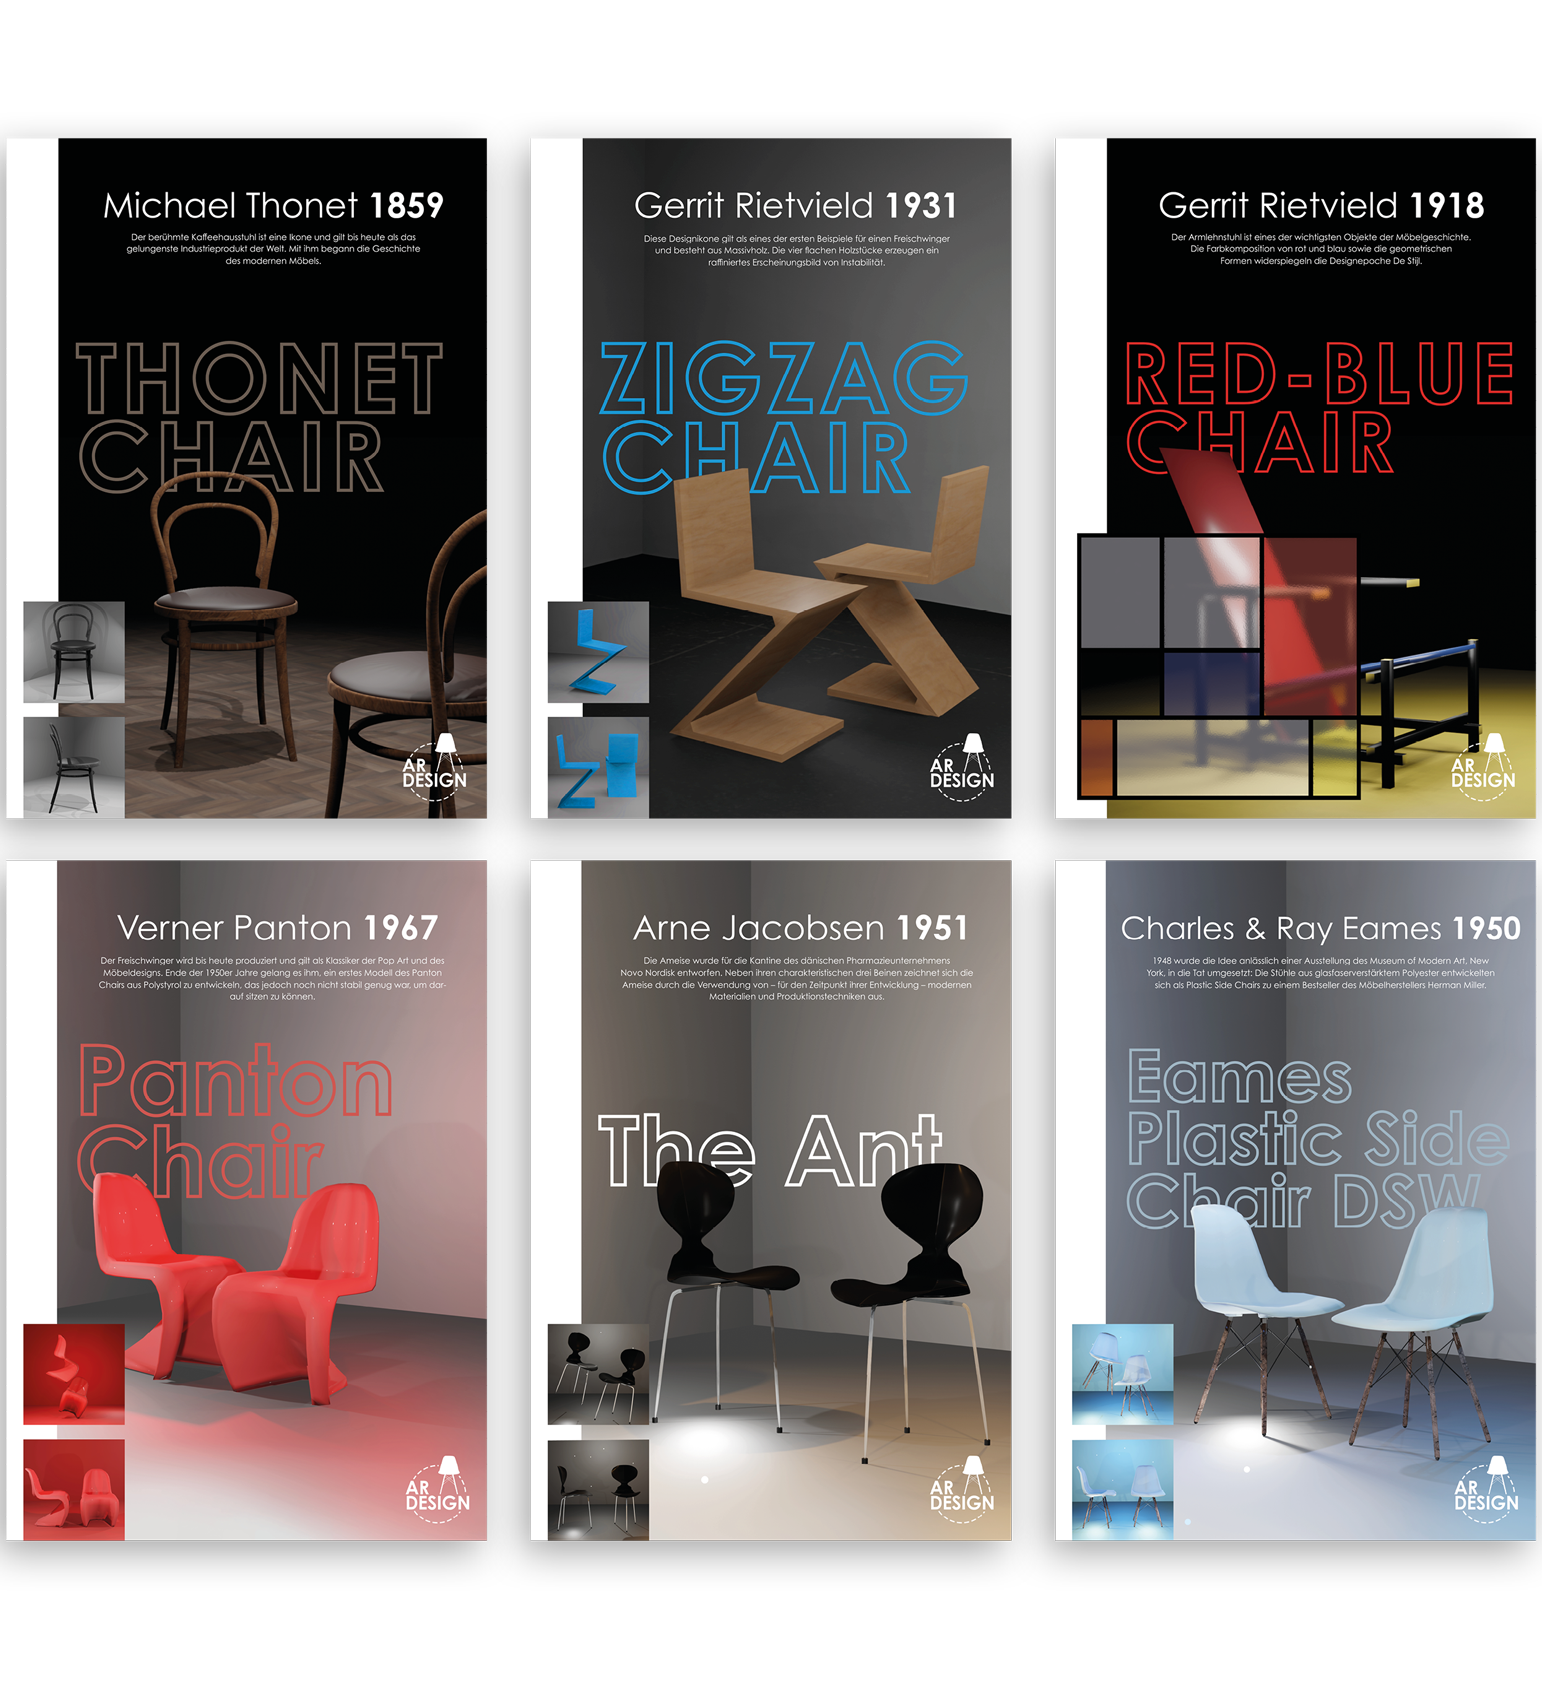 Michael Thonet 1859
Der berühmte Kaffeehausstuhl ist eine Ikone und gilt bis heute als das
gelungenste Industrieprodukt der Welt. Mit ihm begann die Geschichte
des modernen Möbels.
THONET
CHAIR
AR
DESIGN
Gerrit Rietvield 1931
Diese Designikone gilt als eines der ersten Beispiele für einen Freischwinger
und besteht aus Massivholz. Die vier flachen Holzstücke erzeugen ein
raffiniertes Erscheinungsbild von Instabilität.
ZIGZAG
CHAIR
AR
DESIGN
Gerrit Rietvield 1918
Der Armlehnstuhl ist eines der wichtigsten Objekte der Möbelgeschichte.
Die Farbkomposition von rot und blau sowie die geometrischen
Formen widerspiegeln die Designepoche De Stijl.
RED-BLUE
CHAIR
AR
DESIGN
Verner Panton 1967
Der Freischwinger wird bis heute produziert und gilt als Klassiker der Pop Art und des
Möbeldesigns. Ende der 1950er Jahre gelang es ihm, ein erstes Modell des Panton
Chairs aus Polystyrol zu entwickeln, das jedoch noch nicht stabil genug war, um dar-
auf sitzen zu können.
Panton
Chair
AR
DESIGN
Arne Jacobsen 1951
Die Ameise wurde für die Kantine des dänischen Pharmazieunternehmens
Novo Nordisk entworfen. Neben ihren charakteristischen drei Beinen zeichnet sich die
Ameise durch die Verwendung von – für den Zeitpunkt ihrer Entwicklung – modernen
Materialien und Produktionstechniken aus.
The Ant
AR
DESIGN
Charles & Ray Eames 1950
1948 wurde die Idee anlässlich einer Ausstellung des Museum of Modern Art, New
York, in die Tat umgesetzt: Die Stühle aus glasfaserverstärktem Polyester entwickelten
sich als Plastic Side Chairs zu einem Bestseller des Möbelherstellers Herman Miller.
Eames
Plastic Side
Chair DSW
AR
DESIGN